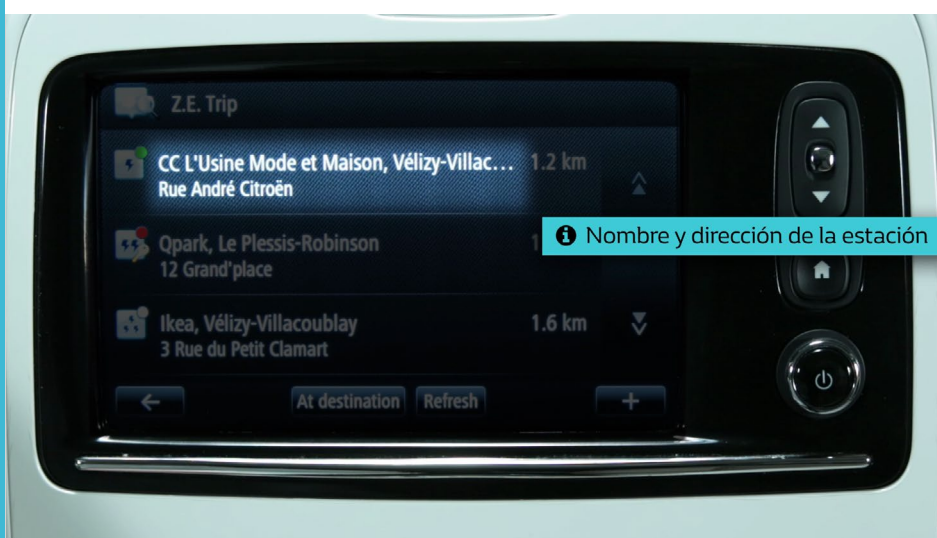 Z.E. Trip
CC L'Usine Mode et Maison, Vélizy-Villac... 1.2 km
Rue André Citroën
Nombre y dirección de la estación
Qpark, Le Plessis-Robinson
12 Grand'place
Ikea, Vélizy-Villacoublay 1.6 km
3 Rue du Petit Clamart
At destination Refresh